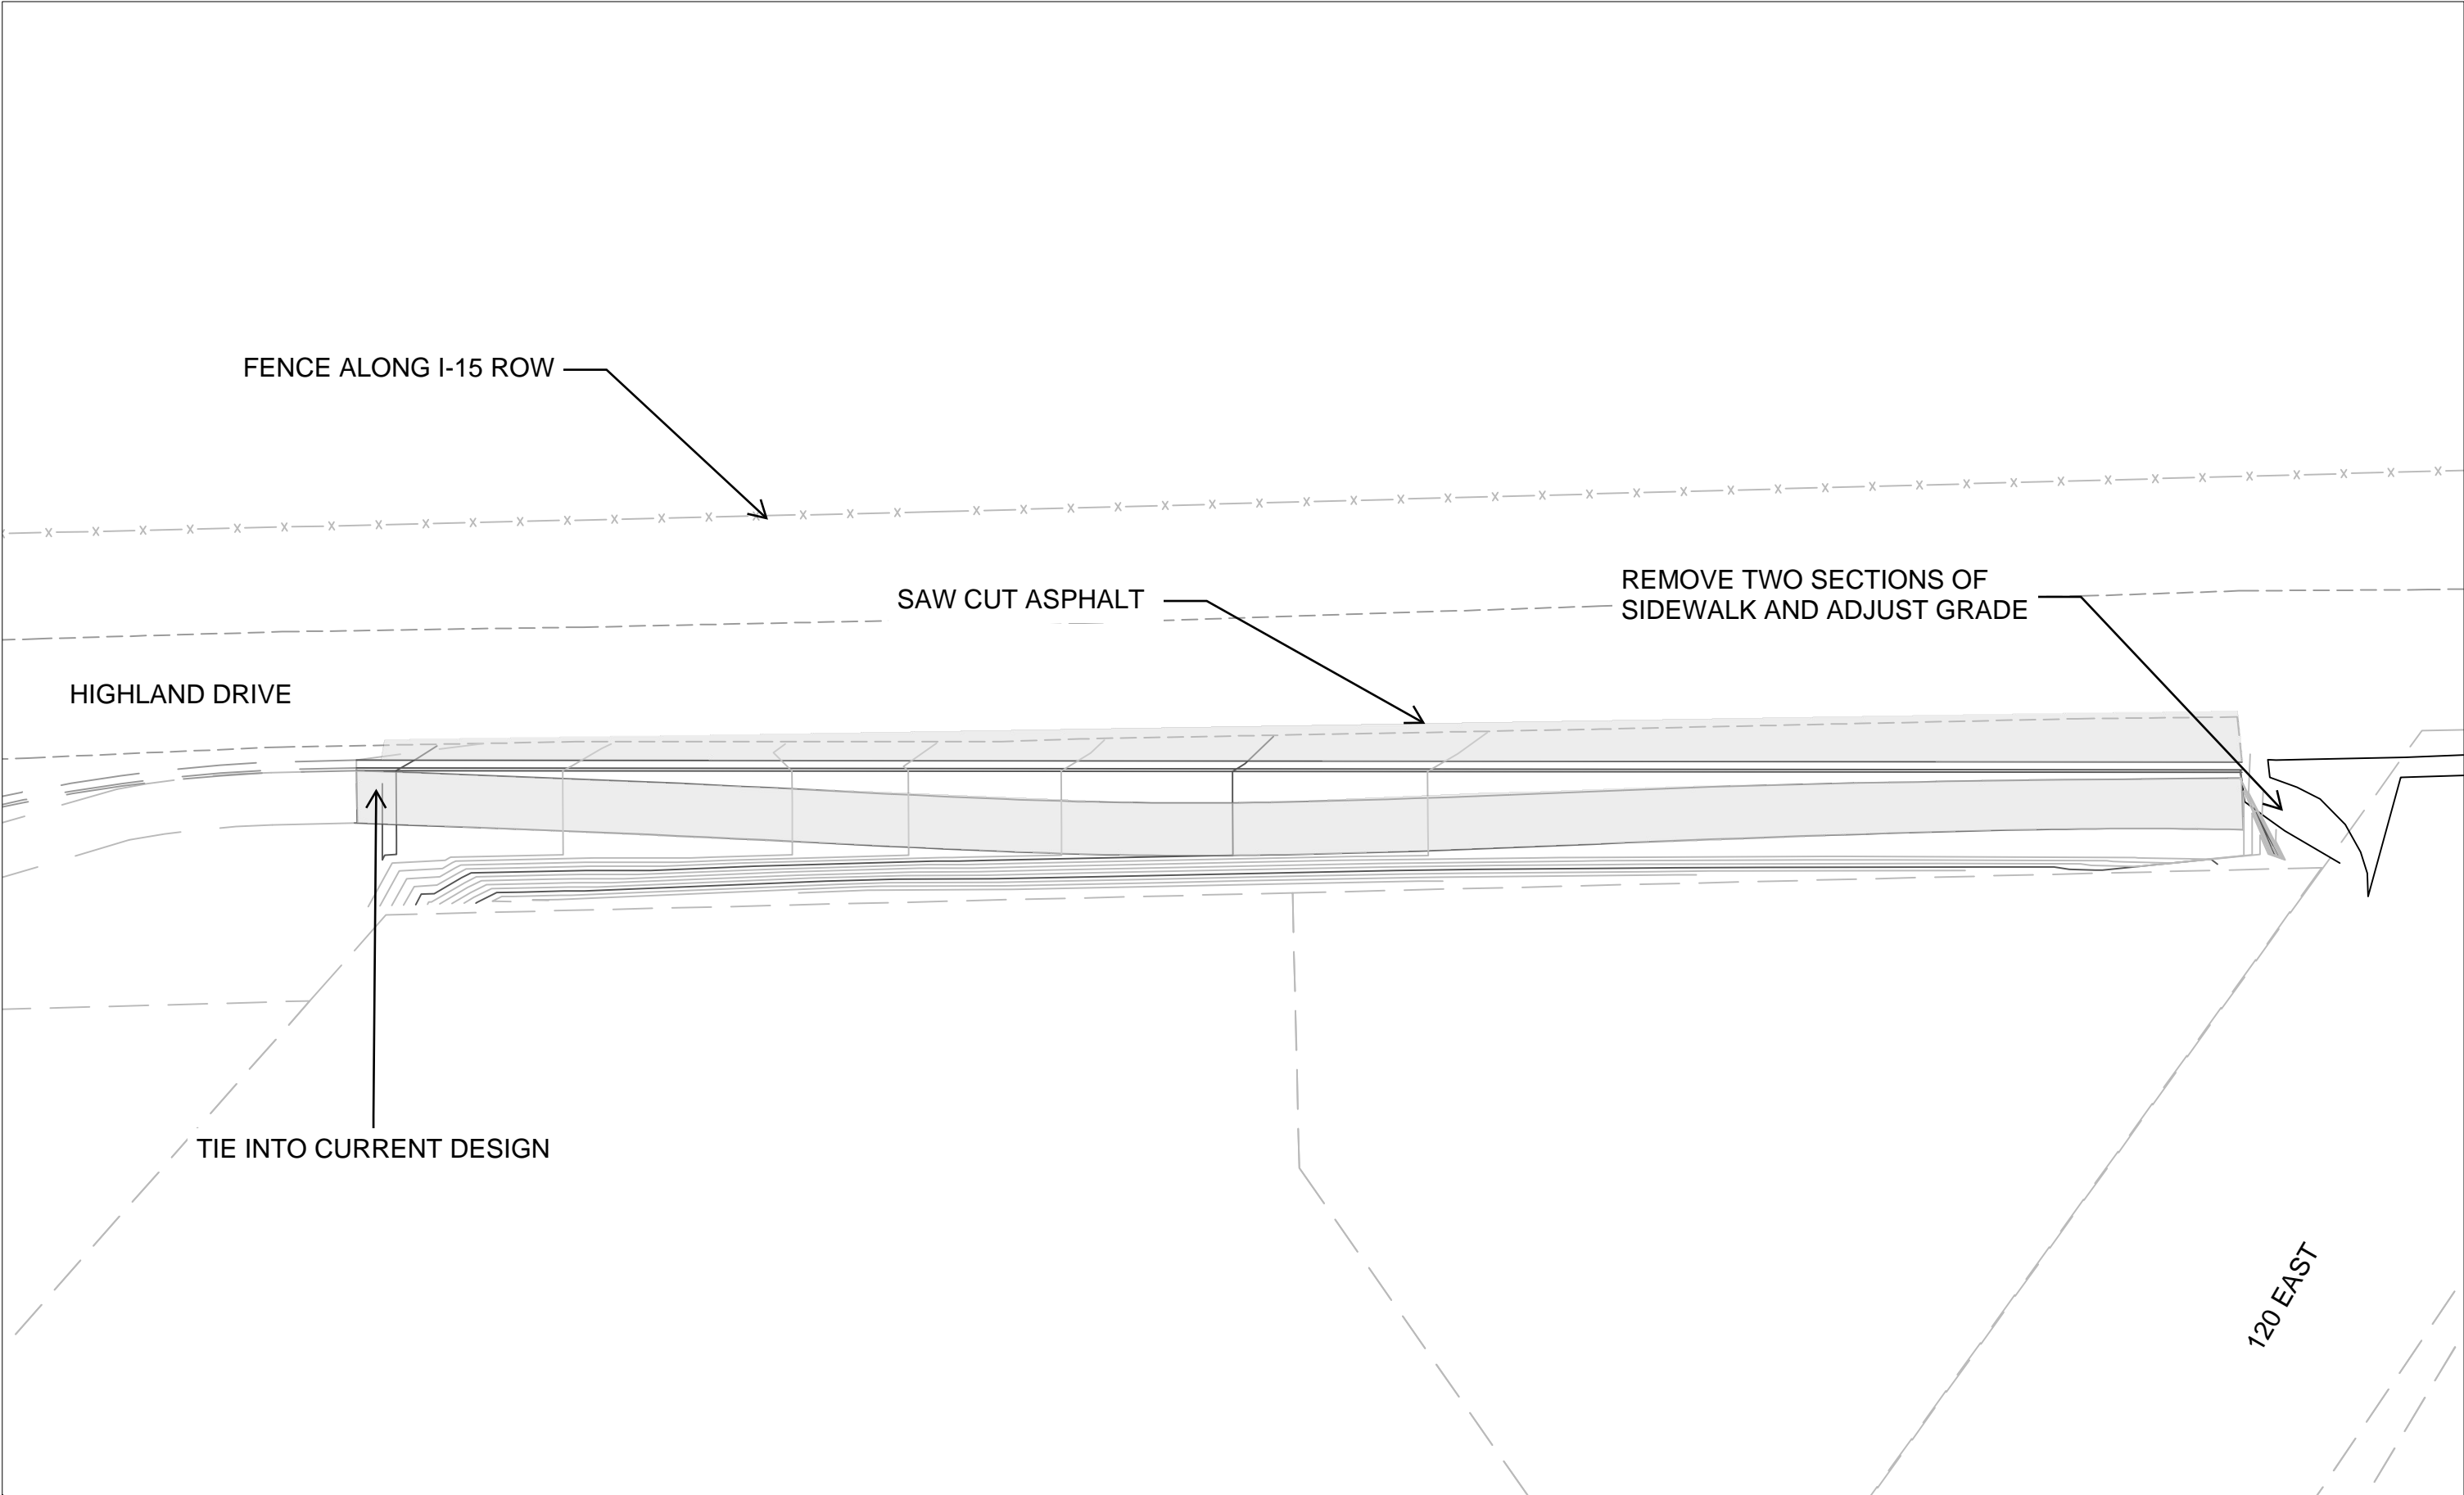 FENCE ALONG I-15 ROW
SAW CUT ASPHALT
REMOVE TWO SECTIONS OF
SIDEWALK AND ADJUST GRADE
HIGHLAND DRIVE
TIE INTO CURRENT DESIGN
120 EAST